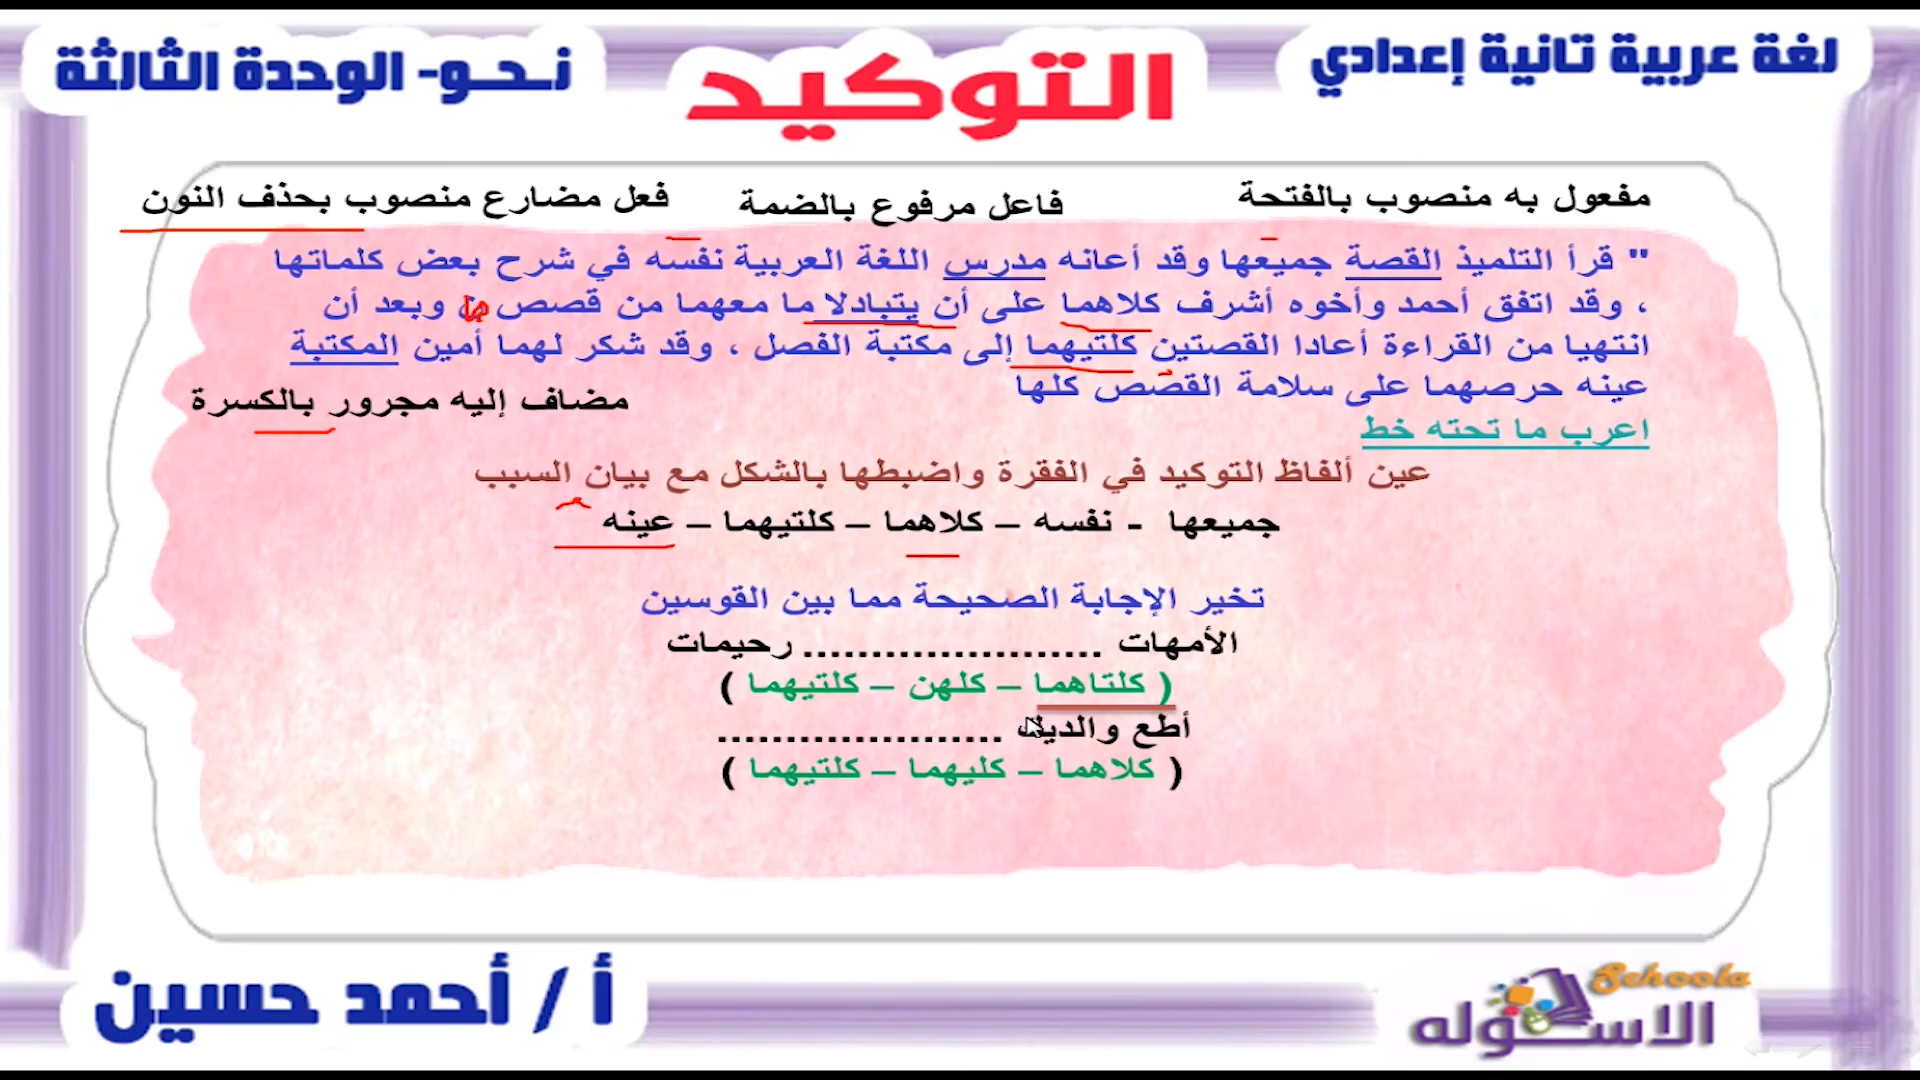 لغة عربية تانية إعدادي
التوكيد
نحو- الوحدة الثالثة
مفعول به منصوب بالفتحة
فاعل مرفوع بالضمة
فعل مضارع منصوب بحذف النون
" قرأ التلميذ القصة جميعها وقد أعانه مدرس اللغة العربية نفسه في شرح بعض كلماتها
، وقد اتفق أحمد وأخوه أشرف كلاهما على أن يتبادلا ما معهما من قصص وبعد أن
انتهيا من القراءة أعادا القصتين كلتيهما إلى مكتبة الفصل ، وقد شكر لهما أمين المكتبة
عينه حرصهما على سلامة القصص كلها
مضاف إليه مجرور بالكسرة
اعرب ما تحته خط
عين ألفاظ التوكيد في الفقرة واضبطها بالشكل مع بيان السبب
جميعها - نفسه – كلاهما – كلتيهما – عينه
تخير الإجابة الصحيحة مما بين القوسين
الأمهات ...................... رحيمات
( كلتاهما – كلهن – كلتيهما )
أطع والديك .....................
( كلاهما – كليهما – كلتيهما )
أ / أحمد حسين
Schoola
الاسكوله